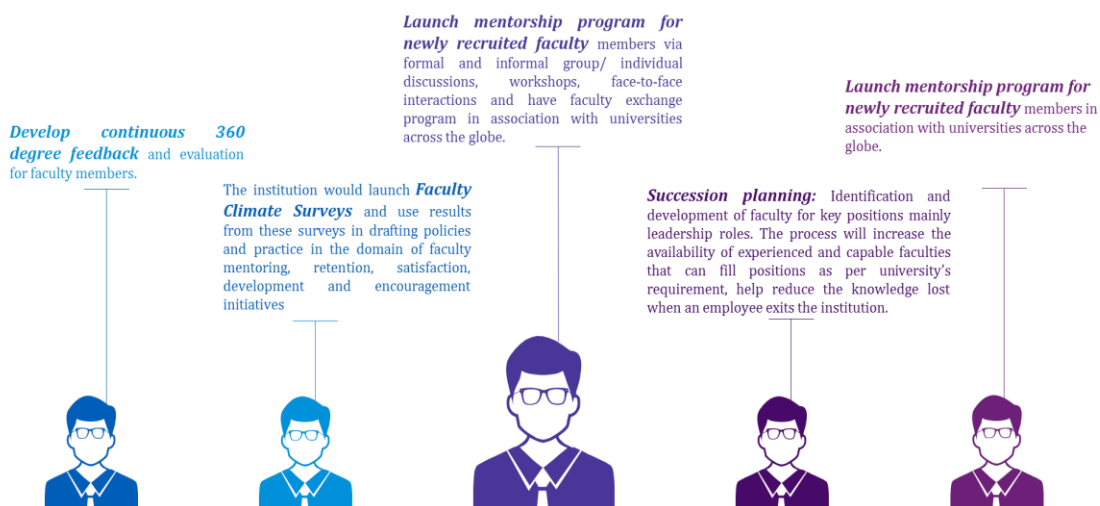 Develop continuous 360
degree feedback and evaluation
for faculty members.
The institution would launch Faculty
Climate Surveys and use results
from these surveys in drafting policies
and practice in the domain of faculty
mentoring, retention, satisfaction,
development and encouragement
initiatives
Launch mentorship program for
newly recruited faculty members via
formal and informal group/ individual
discussions, workshops, face-to-face
interactions and have faculty exchange
program in association with universities
across the globe.
Succession planning: Identification and
development of faculty for key positions mainly
leadership roles. The process will increase the
availability of experienced and capable faculties
that can fill positions as per university's
requirement, help reduce the knowledge lost
when an employee exits the institution.
Launch mentorship program for
newly recruited faculty members in
association with universities across the
globe.